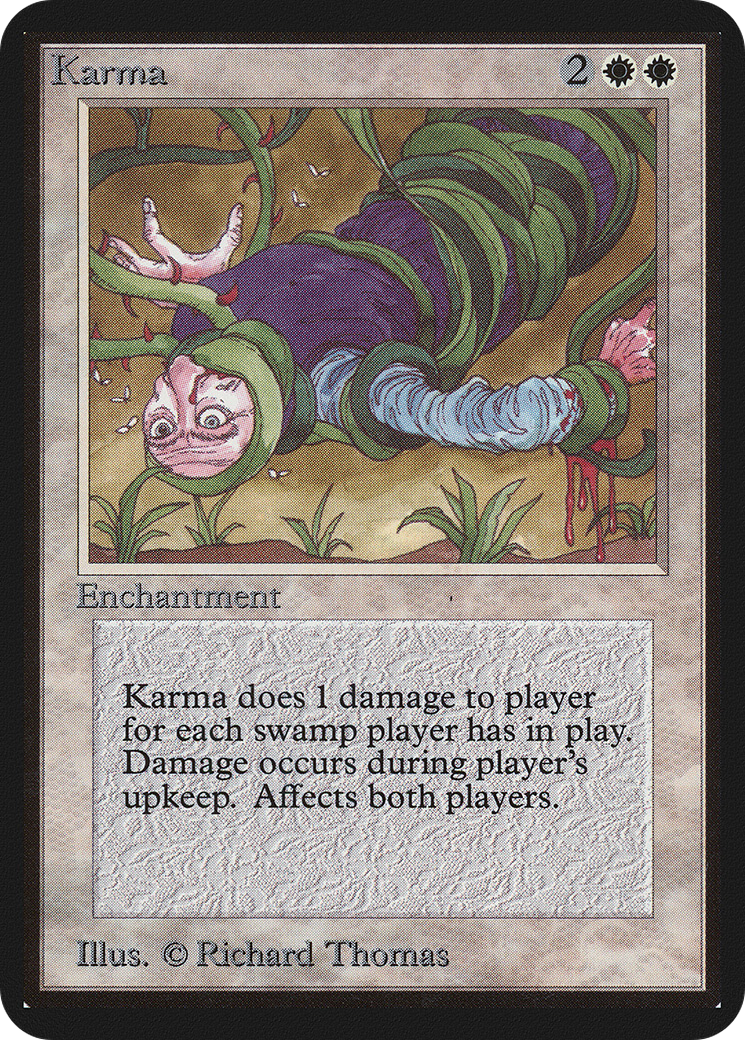 Karma 2
Enchantment
Karma does 1 damage to player
for each swamp player has in play.
Damage occurs during player's
upkeep. Affects both players.
Illus. © Richard Thomas